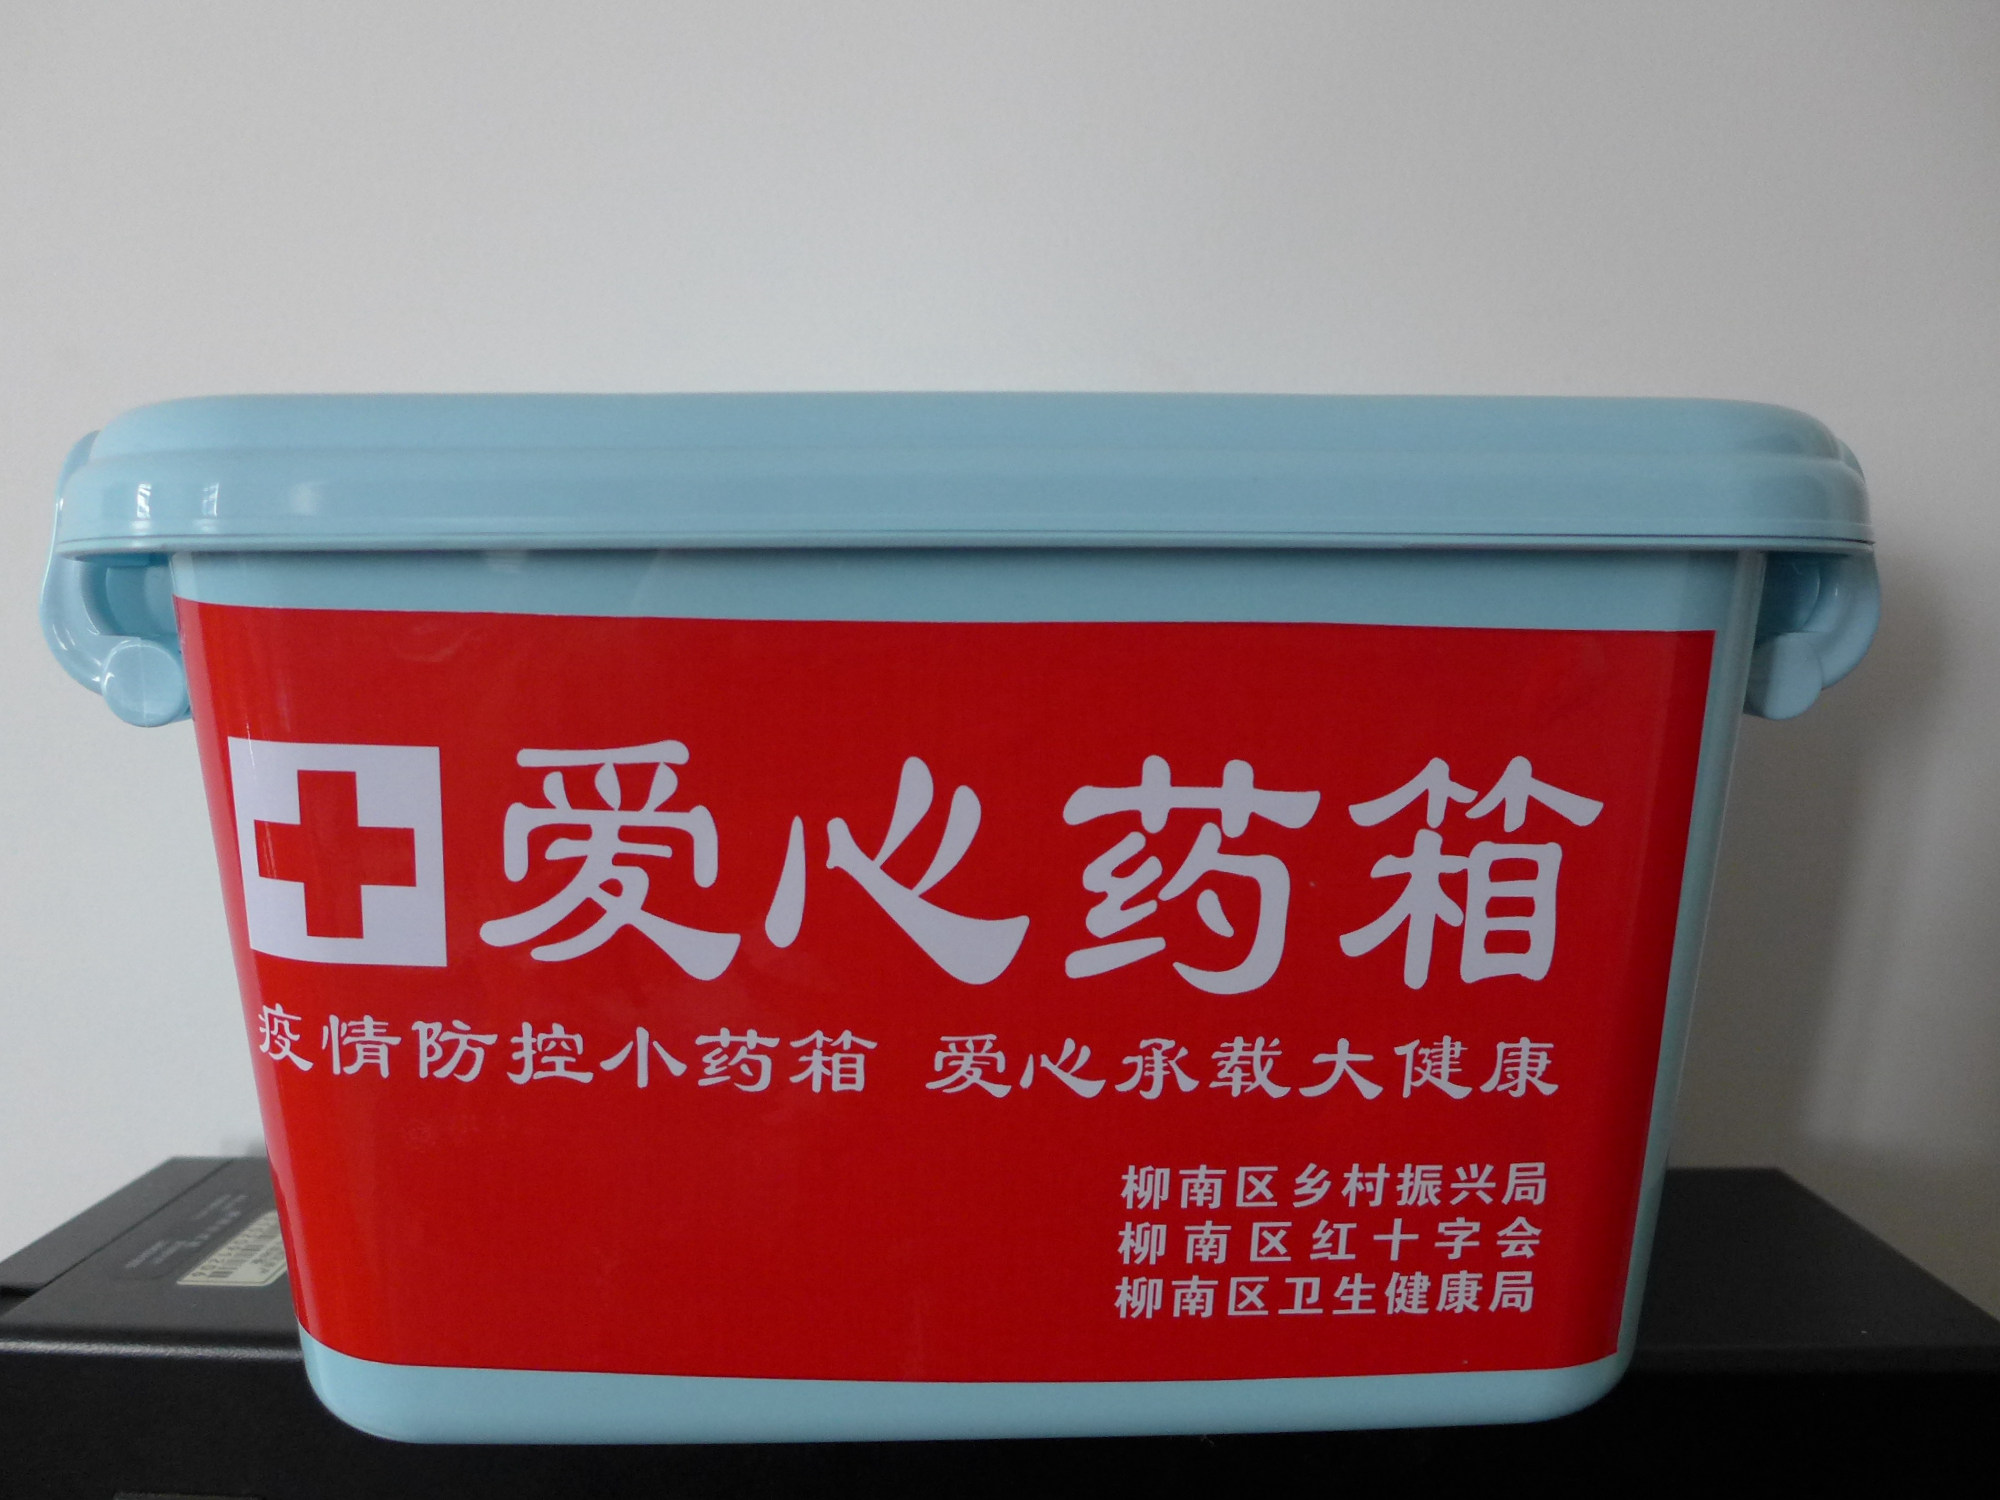 爱心药箱
疫情防控小药箱 爱心承载大健康
柳南区乡村振兴局
柳南区红十字会
柳南区卫生健康局